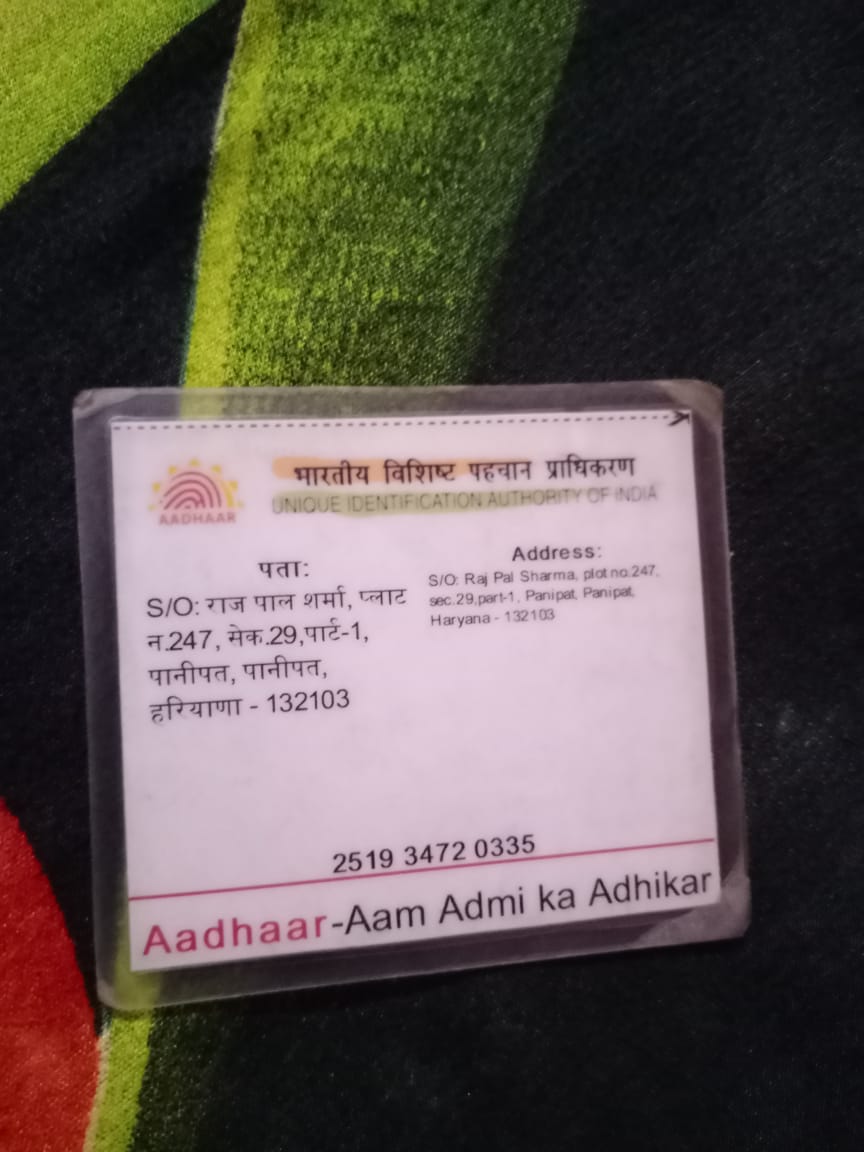 भारतीय विशिष्ट पहचान प्राधिकरण
UNIQUE IDENTIFICATION AUTHORITY OF INDIA
AADHAAR
पता:
S/O: राज पाल शर्मा, प्लाट
न.247, सेक.29,पार्ट-1,
पानीपत, पानीपत,
हरियाणा - 132103
Address:
S/O: Raj Pal Sharma, plot no.247,
sec.29,part-1, Panipat, Panipat,
Haryana - 132103
2519 3472 0335
Aadhaar-Aam Admi ka Adhikar